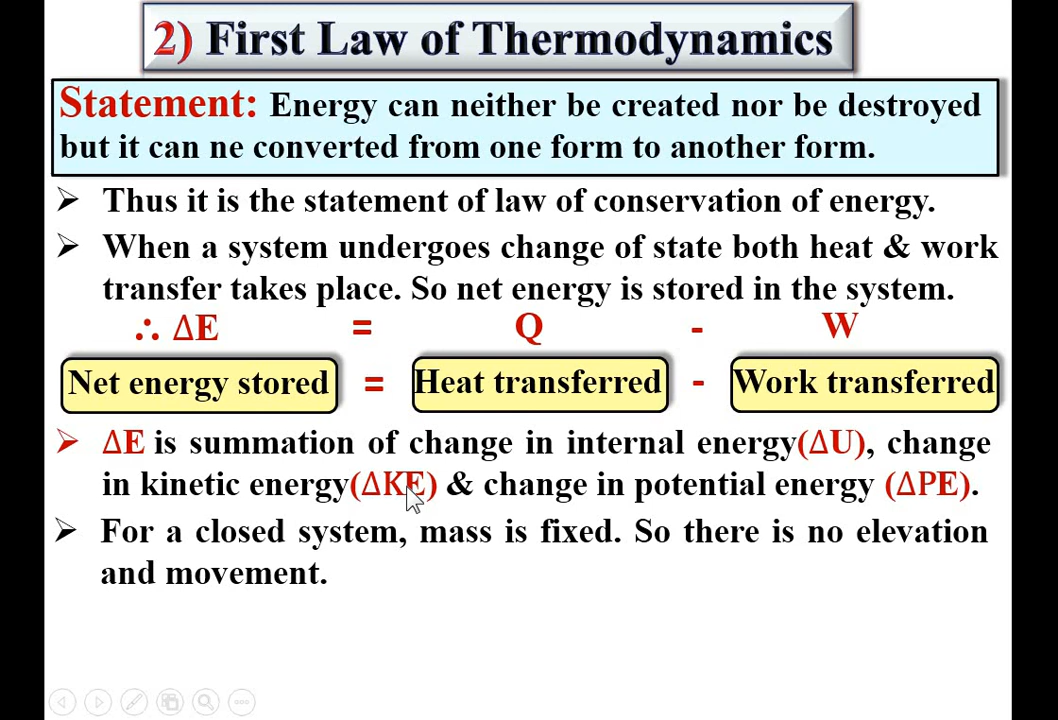 2) First Law of Thermodynamics
Statement: Energy can neither be created nor be destroyed
but it can ne converted from one form to another form.
➢ Thus it is the statement of law of conservation of energy.
➢ When a system undergoes change of state both heat & work
transfer takes place. So net energy is stored in the system.
∴ ΔE = Q - W
Net energy stored = Heat transferred - Work transferred
➢ ΔE is summation of change in internal energy(ΔU), change
in kinetic energy(ΔKE) & change in potential energy (ΔPE).
➢ For a closed system, mass is fixed. So there is no elevation
and movement.